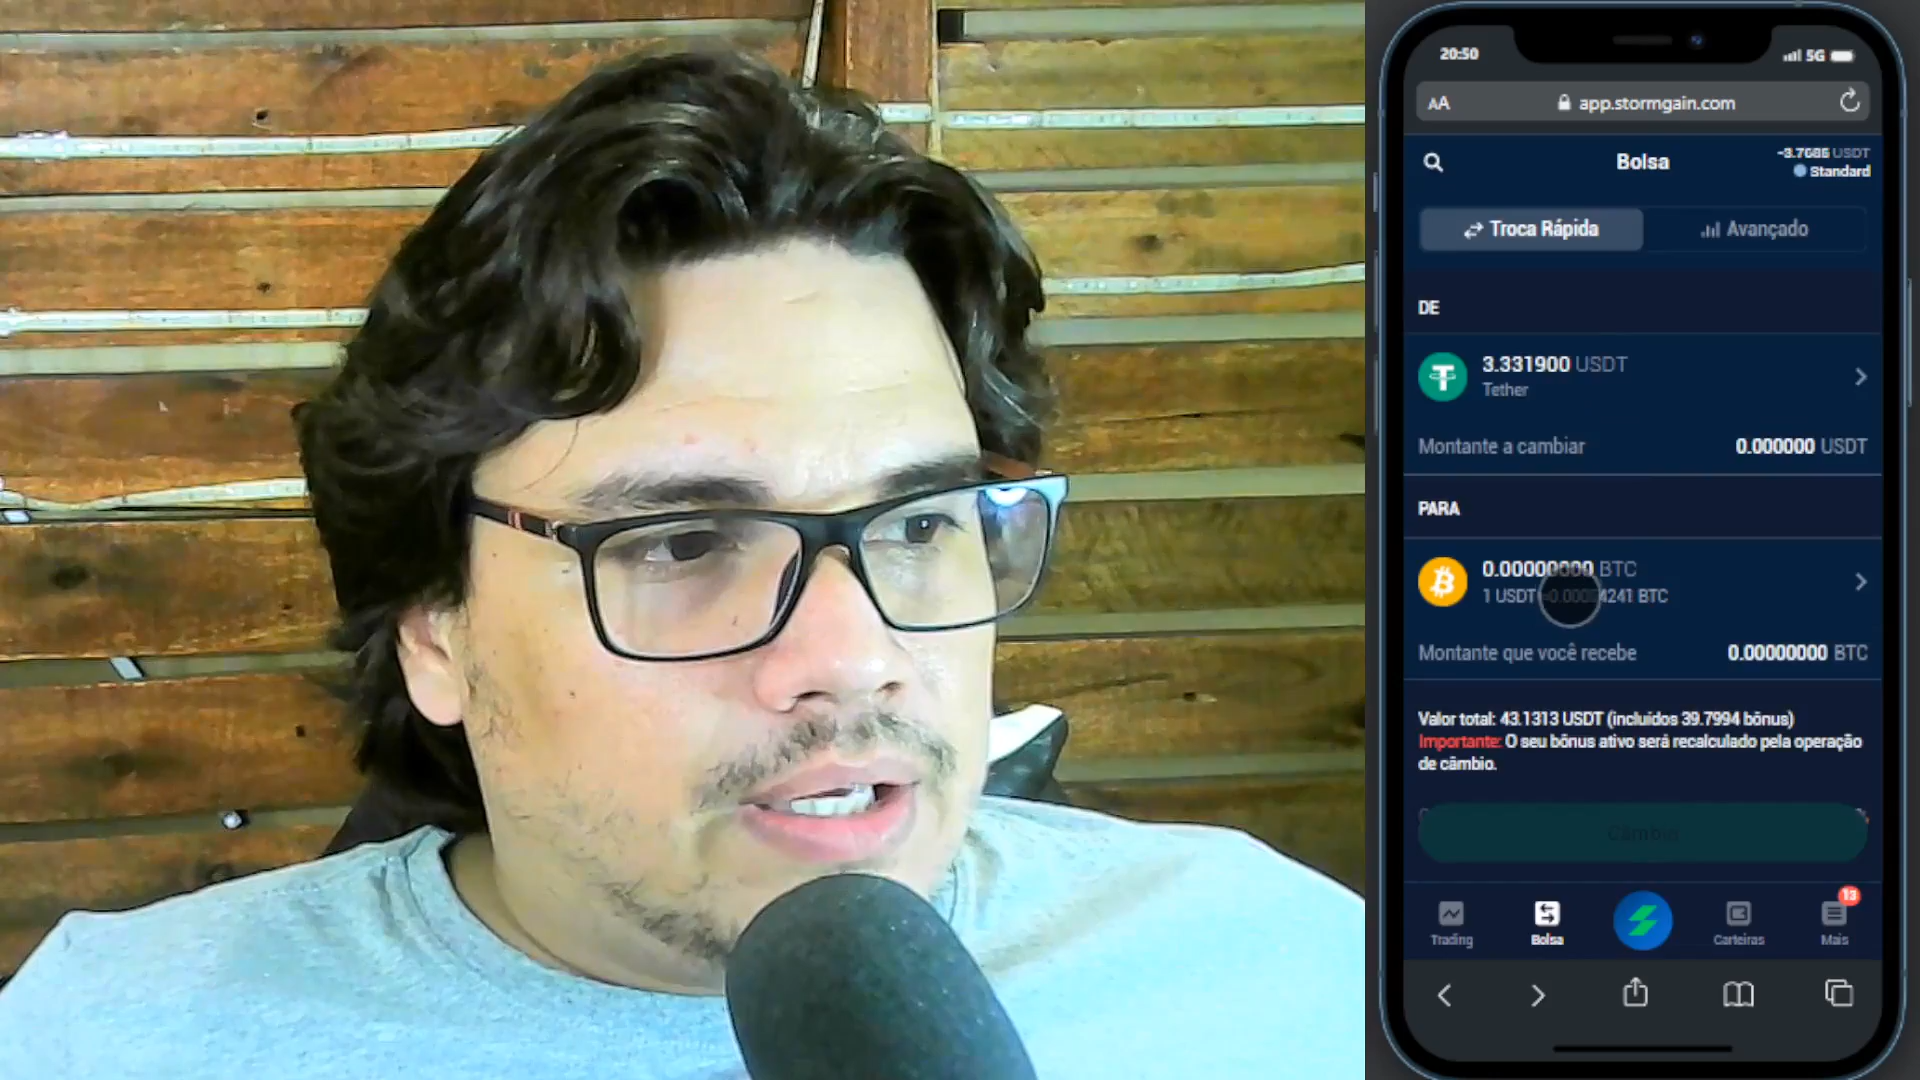 20:50
5G
AA
app.stormgain.com
Bolsa
-3.7686 USDT
Standard
Troca Rápida
Avançado
DE
3.331900 USDT
Tether
Montante a cambiar
0.000000 USDT
PARA
0.00000000 BTC
1 USDT 4241 BTC
Montante que você recebe
0.00000000 BTC
Valor total: 43.1313 USDT (incluídos 39.7994 bônus)
Importante: O seu bônus ativo será recalculado pela operação
de câmbio.
Câmbio
13
Trading
Bolsa
Carteiras
Mais